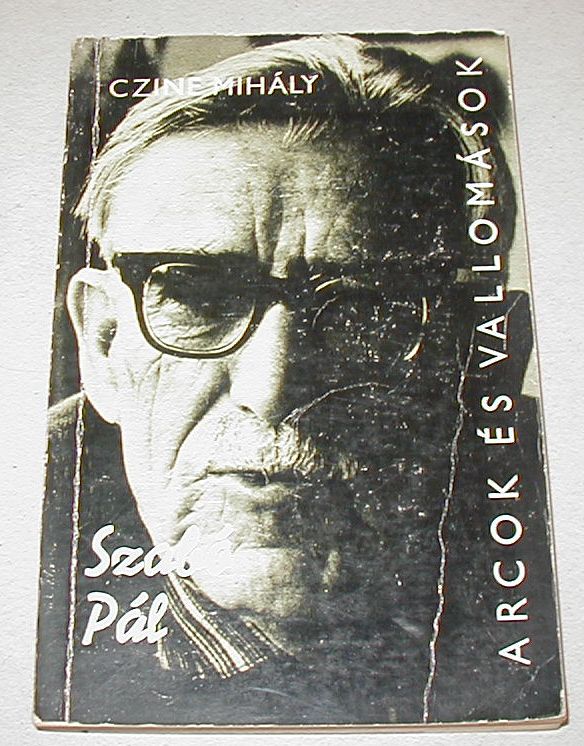 CZINE MIHÁLY
ARCOK ÉS VALLOMÁSOK
Szabó
Pál